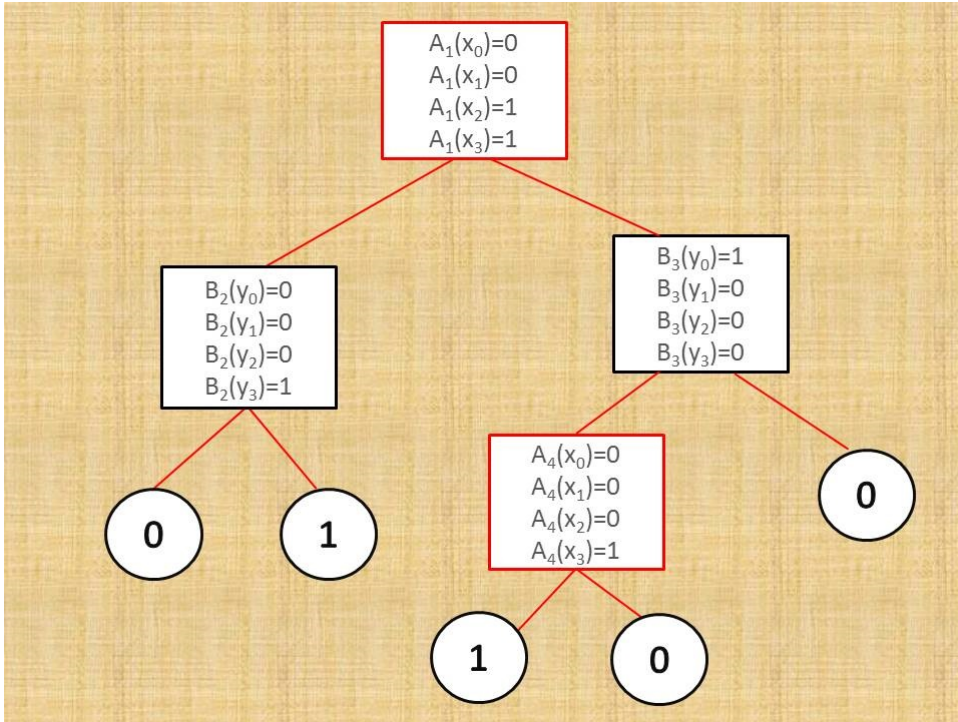 A₁(x₀)=0
A₁(x₁)=0
A₁(x₂)=1
A₁(x₃)=1
B₂(y₀)=0
B₂(y₁)=0
B₂(y₂)=0
B₂(y₃)=1
B₃(y₀)=1
B₃(y₁)=0
B₃(y₂)=0
B₃(y₃)=0
0
1
A₄(x₀)=0
A₄(x₁)=0
A₄(x₂)=0
A₄(x₃)=1
0
1
0